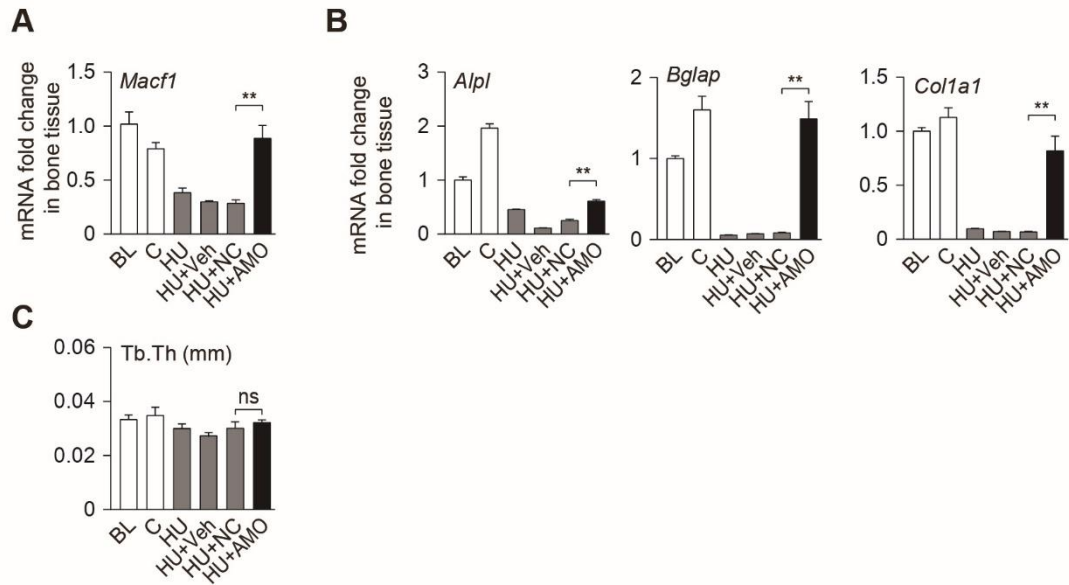 A
mRNA fold change
in bone tissue
Macf1
1.5
1.0
0.5
0
**
BL
C
HU
HU+Veh
HU+NC
HU+AMO
B
mRNA fold change
in bone tissue
Alpl
3
2
1
0
**
BL
C
HU
HU+Veh
HU+NC
HU+AMO
Bglap
2
1
0
**
BL
C
HU
HU+Veh
HU+NC
HU+AMO
Col1a1
1.5
1.0
0.5
0
**
BL
C
HU
HU+Veh
HU+NC
HU+AMO
C
Tb.Th (mm)
0.06
0.04
0.02
0
ns
BL
C
HU
HU+Veh
HU+NC
HU+AMO